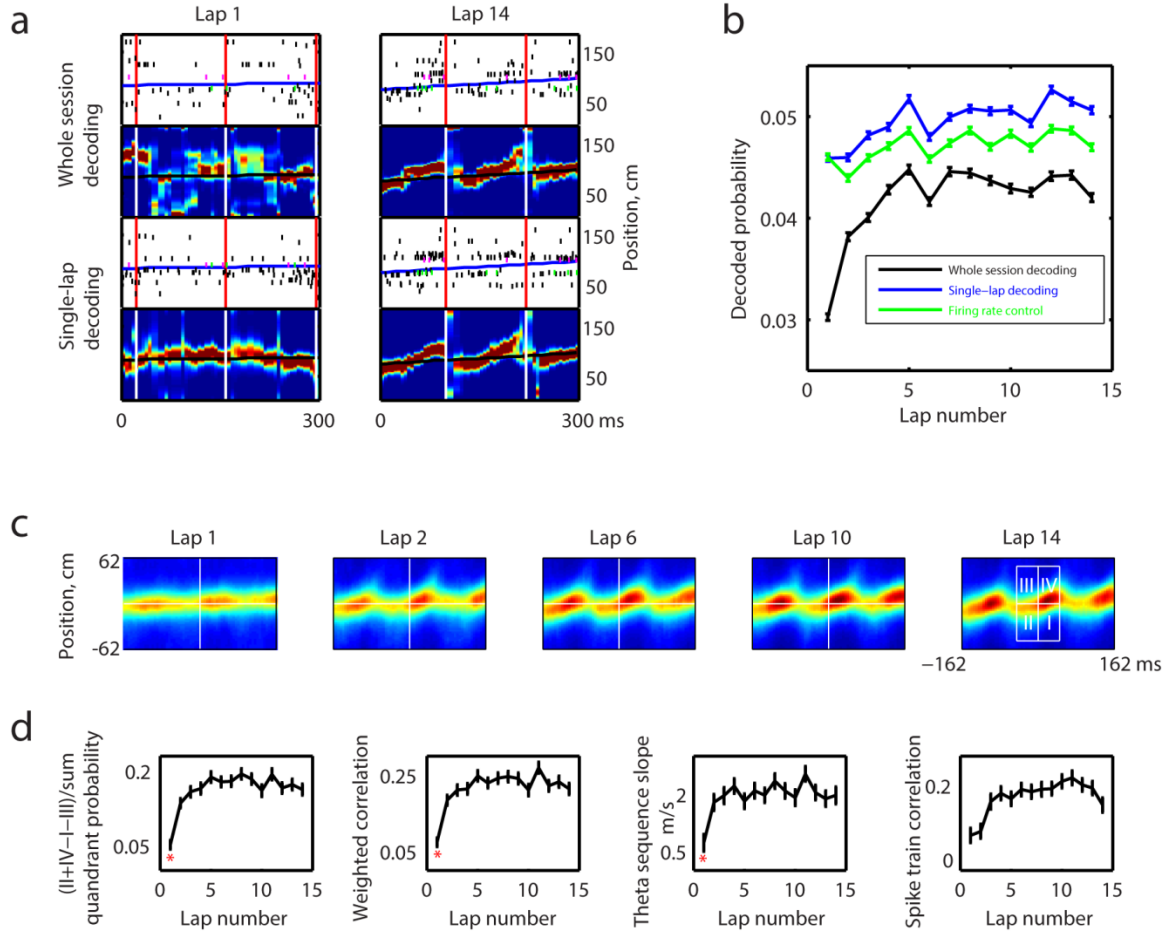 a
Lap 1
Lap 14
b
Whole session
decoding
Single-lap
decoding
150
50
150
50
150
50
150
50
Position, cm
0
300
0
300 ms
Decoded probability
0.05
0.04
0.03
Whole session decoding
Single-lap decoding
Firing rate control
0
5
10
15
Lap number
c
Lap 1
Lap 2
Lap 6
Lap 10
Lap 14
Position, cm
62
-62
III
IV
II
I
−162
162 ms
d
(II+IV−I−III)/sum
quandrant probability
0.2
0.05
*
0
5
10
15
Lap number
Weighted correlation
0.25
0.05
*
0
5
10
15
Lap number
Theta sequence slope
m/s
2
0.5
*
0
5
10
15
Lap number
Spike train correlation
0.2
0
0
5
10
15
Lap number